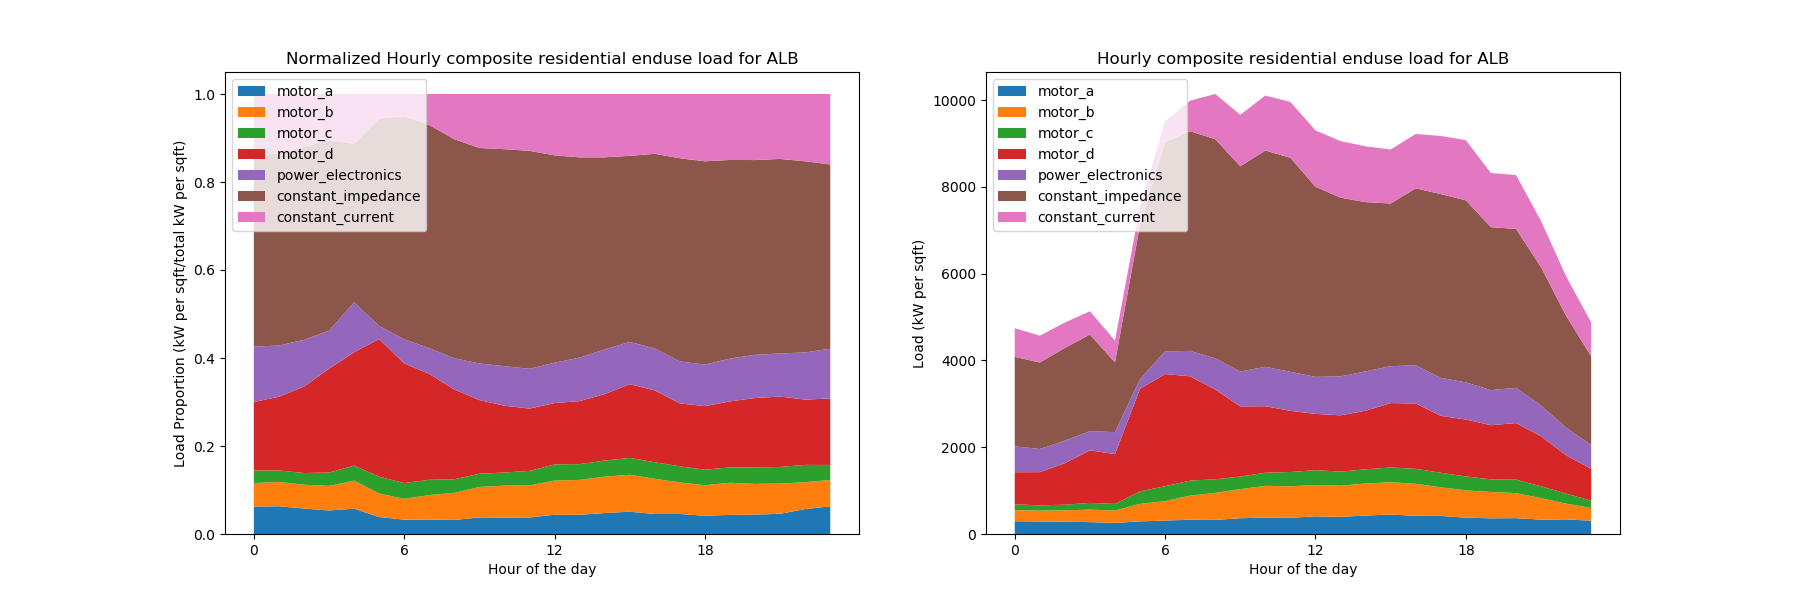 Normalized Hourly composite residential enduse load for ALB
Load Proportion (kW per sqft/total kW per sqft)
1.0
0.8
0.6
0.4
0.2
0.0
motor_a
motor_b
motor_c
motor_d
power_electronics
constant_impedance
constant_current
0 6 12 18
Hour of the day
Hourly composite residential enduse load for ALB
Load (kW per sqft)
10000
8000
6000
4000
2000
0
motor_a
motor_b
motor_c
motor_d
power_electronics
constant_impedance
constant_current
0 6 12 18
Hour of the day